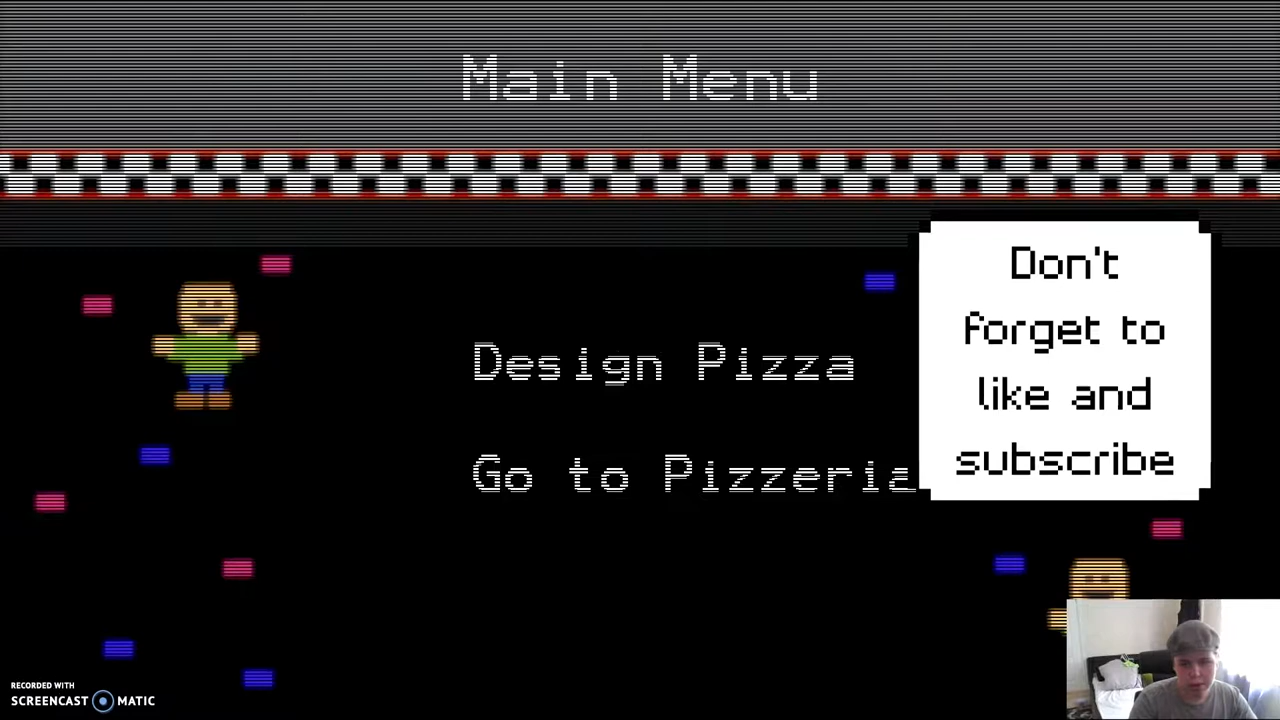 Main Menu
Don't
forget to
like and
subscribe
Design Pizza
Go to Pizzeria
RECORDED WITH
SCREENCAST MATIC